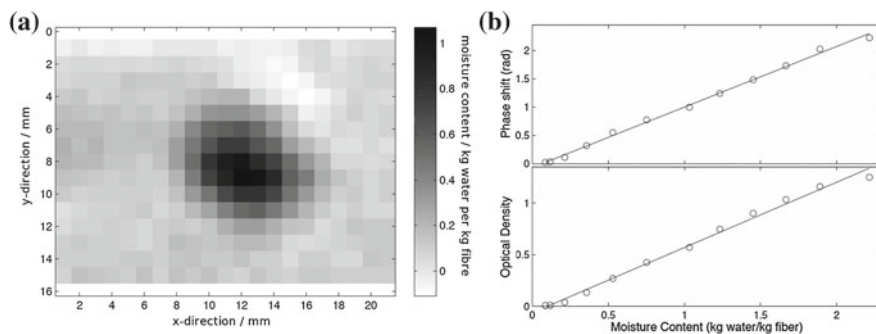 (a)
0
2
4
6
8
10
12
14
16
y-direction / mm
2 4 6 8 10 12 14 16 18 20
x-direction / mm
1
0.8
0.6
0.4
0.2
0
moisture content / kg water per kg fibre
(b)
2
1.5
1
0.5
0
Phase shift (rad)
1
0.5
0
Optical Density
0 0.5 1 1.5 2
Moisture Content (kg water/kg fiber)